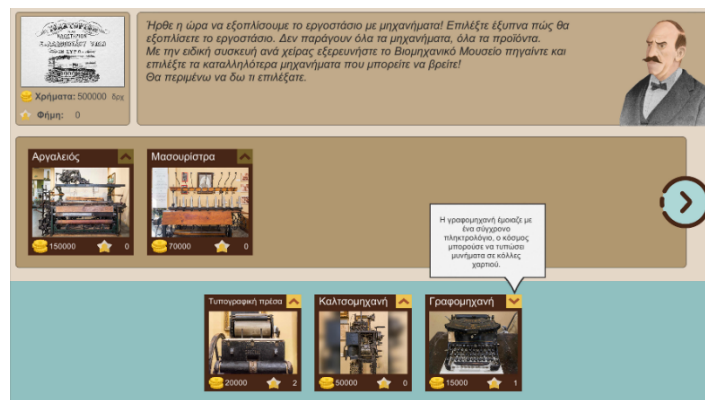 Ήρθε η ώρα να εξοπλίσουμε το εργοστάσιο με μηχανήματα! Επιλέξτε έξυπνα πώς θα
εξοπλίσετε το εργοστάσιο. Δεν παράγουν όλα τα μηχανήματα, όλα τα προϊόντα.
Με την ειδική συσκευή ανά χείρας εξερευνήστε το Βιομηχανικό Μουσείο πηγαίντε και
επιλέξτε τα καταλληλότερα μηχανήματα που μπορείτε να βρείτε!
Θα περιμένω να δω τι επιλέξατε.
Χρήματα: 500000 δρχ
Φήμη: 0
Αργαλειός
150000 0
Μασουρίστρα
70000 0
Η γραφομηχανή έμοιαζε με
ένα σύγχρονο
πληκτρολόγιο, ο κόσμος
μπορούσε να τυπώσει
μυνήματα σε κόλλες
χαρτιού.
Τυπογραφική πρέσα
20000 2
Καλτσομηχανή
50000 0
Γραφομηχανή
15000 1